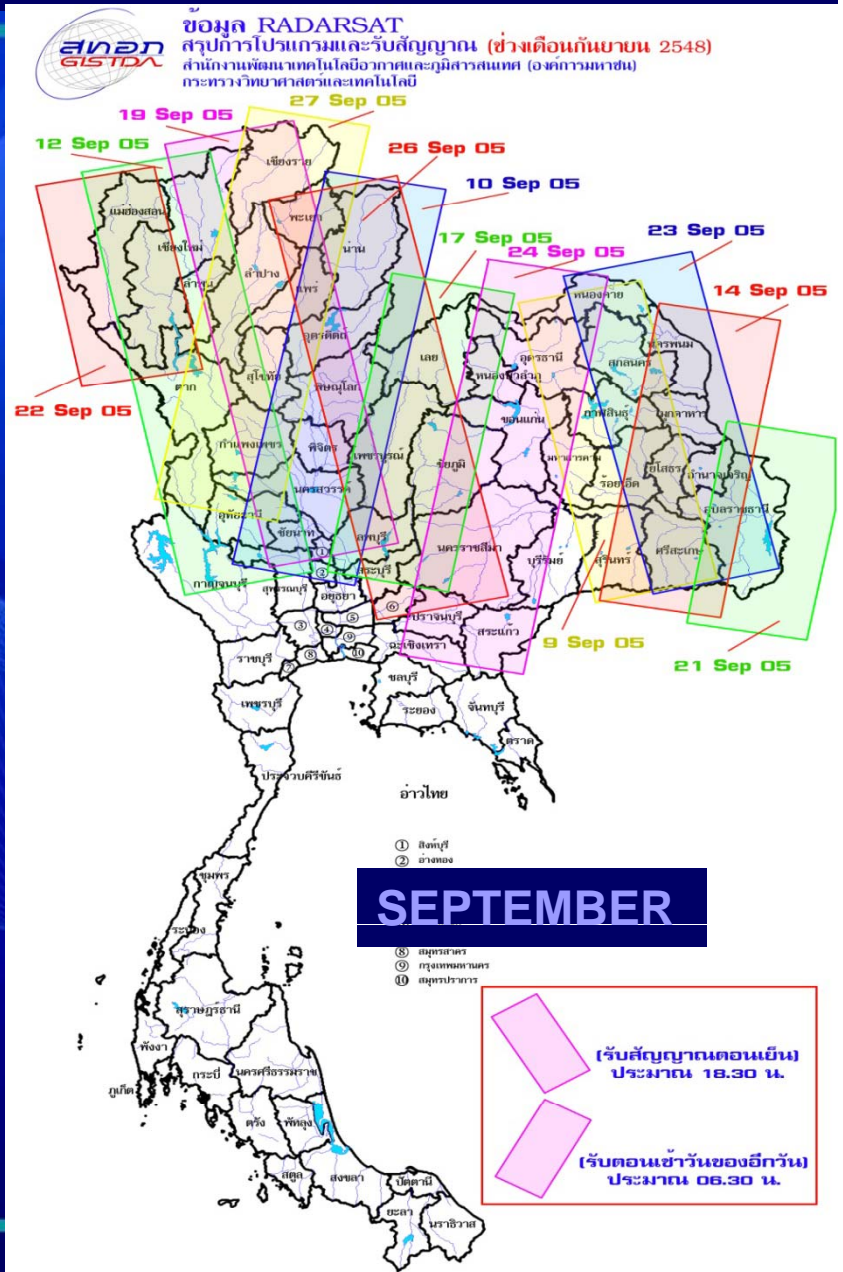 สทอภ
GISTDA
ข้อมูล RADARSAT
สรุปการโปรแกรมและรับสัญญาณ (ช่วงเดือนกันยายน 2548)
สำนักงานพัฒนาเทคโนโลยีอวกาศและภูมิสารสนเทศ (องค์การมหาชน)
กระทรวงวิทยาศาสตร์และเทคโนโลยี
27 Sep 05
19 Sep 05
12 Sep 05
26 Sep 05
10 Sep 05
17 Sep 05
24 Sep 05
23 Sep 05
14 Sep 05
22 Sep 05
9 Sep 05
21 Sep 05
เชียงราย
แม่ฮ่องสอน
พะเยา
เชียงใหม่
น่าน
ลำปาง
ลำพูน
แพร่
หนองคาย
อุตรดิตถ์
นครพนม
เลย
อุดรธานี
สกลนคร
ตาก
สุโขทัย
พิษณุโลก
หนองบัวลำภู
ขอนแก่น
กาฬสินธุ์
มุกดาหาร
กำแพงเพชร
พิจิตร
เพชรบูรณ์
ชัยภูมิ
มหาสารคาม
ร้อยเอ็ด
ยโสธร
อำนาจเจริญ
นครสวรรค์
อุทัยธานี
อุบลราชธานี
ชัยนาท
ลพบุรี
นครราชสีมา
บุรีรัมย์
สุรินทร์
ศรีสะเกษ
กาญจนบุรี
สุพรรณบุรี
อยุธยา
สระบุรี
ปราจีนบุรี
สระแก้ว
ฉะเชิงเทรา
ราชบุรี
ชลบุรี
เพชรบุรี
ระยอง
จันทบุรี
ตราด
ประจวบคีรีขันธ์
อ่าวไทย
① ② ③ ④ ⑤ ⑥ ⑦ ⑧ ⑨ ⑩
① สิงห์บุรี
② อ่างทอง
SEPTEMBER
⑧ สมุทรสาคร
⑨ กรุงเทพมหานคร
⑩ สมุทรปราการ
ชุมพร
ระนอง
สุราษฎร์ธานี
พังงา
กระบี่
นครศรีธรรมราช
ภูเก็ต
ตรัง
พัทลุง
สตูล
สงขลา
ปัตตานี
ยะลา
นราธิวาส
(รับสัญญาณตอนเย็น)
ประมาณ 18.30 น.
(รับตอนเช้าวันของอีกวัน)
ประมาณ 06.30 น.